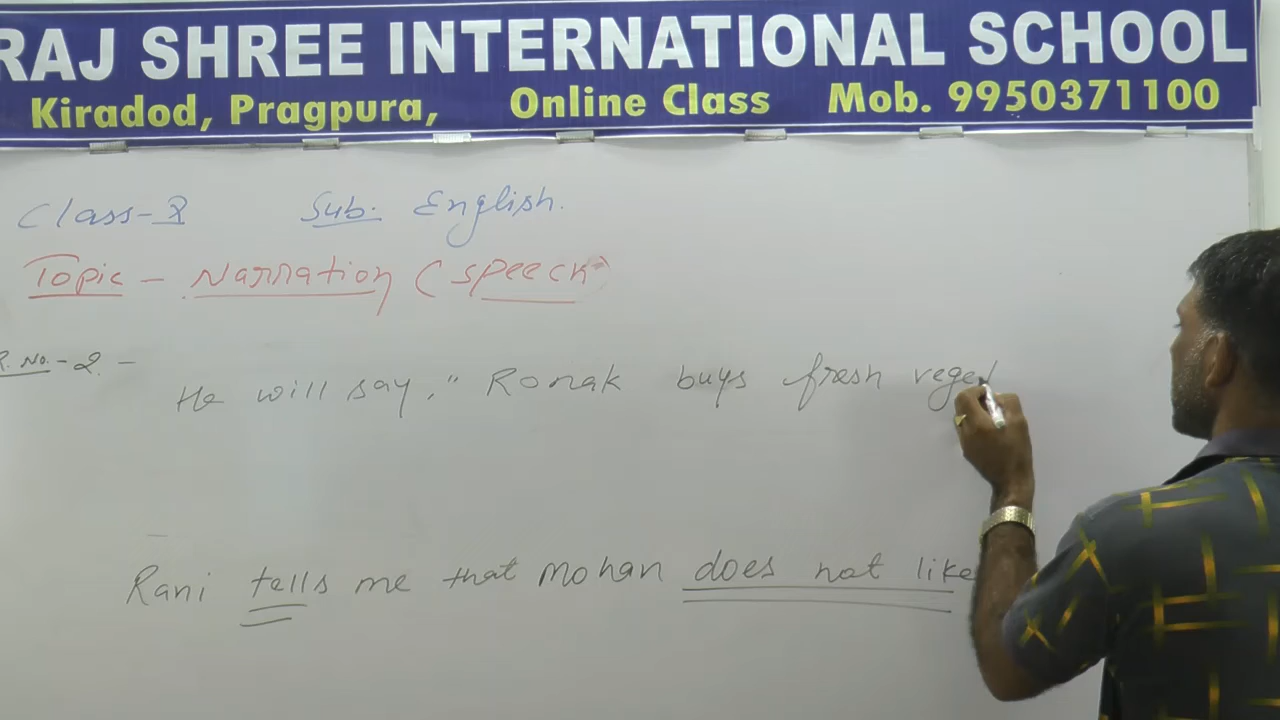 RAJ SHREE INTERNATIONAL SCHOOL
Kiradod, Pragpura, Online Class Mob. 9950371100
Class-X Sub. English.
Topic - Narration (speech)
R. No.-2. -
He will say, " Ronak buys fresh veget
Rani tells me that mohan does not like